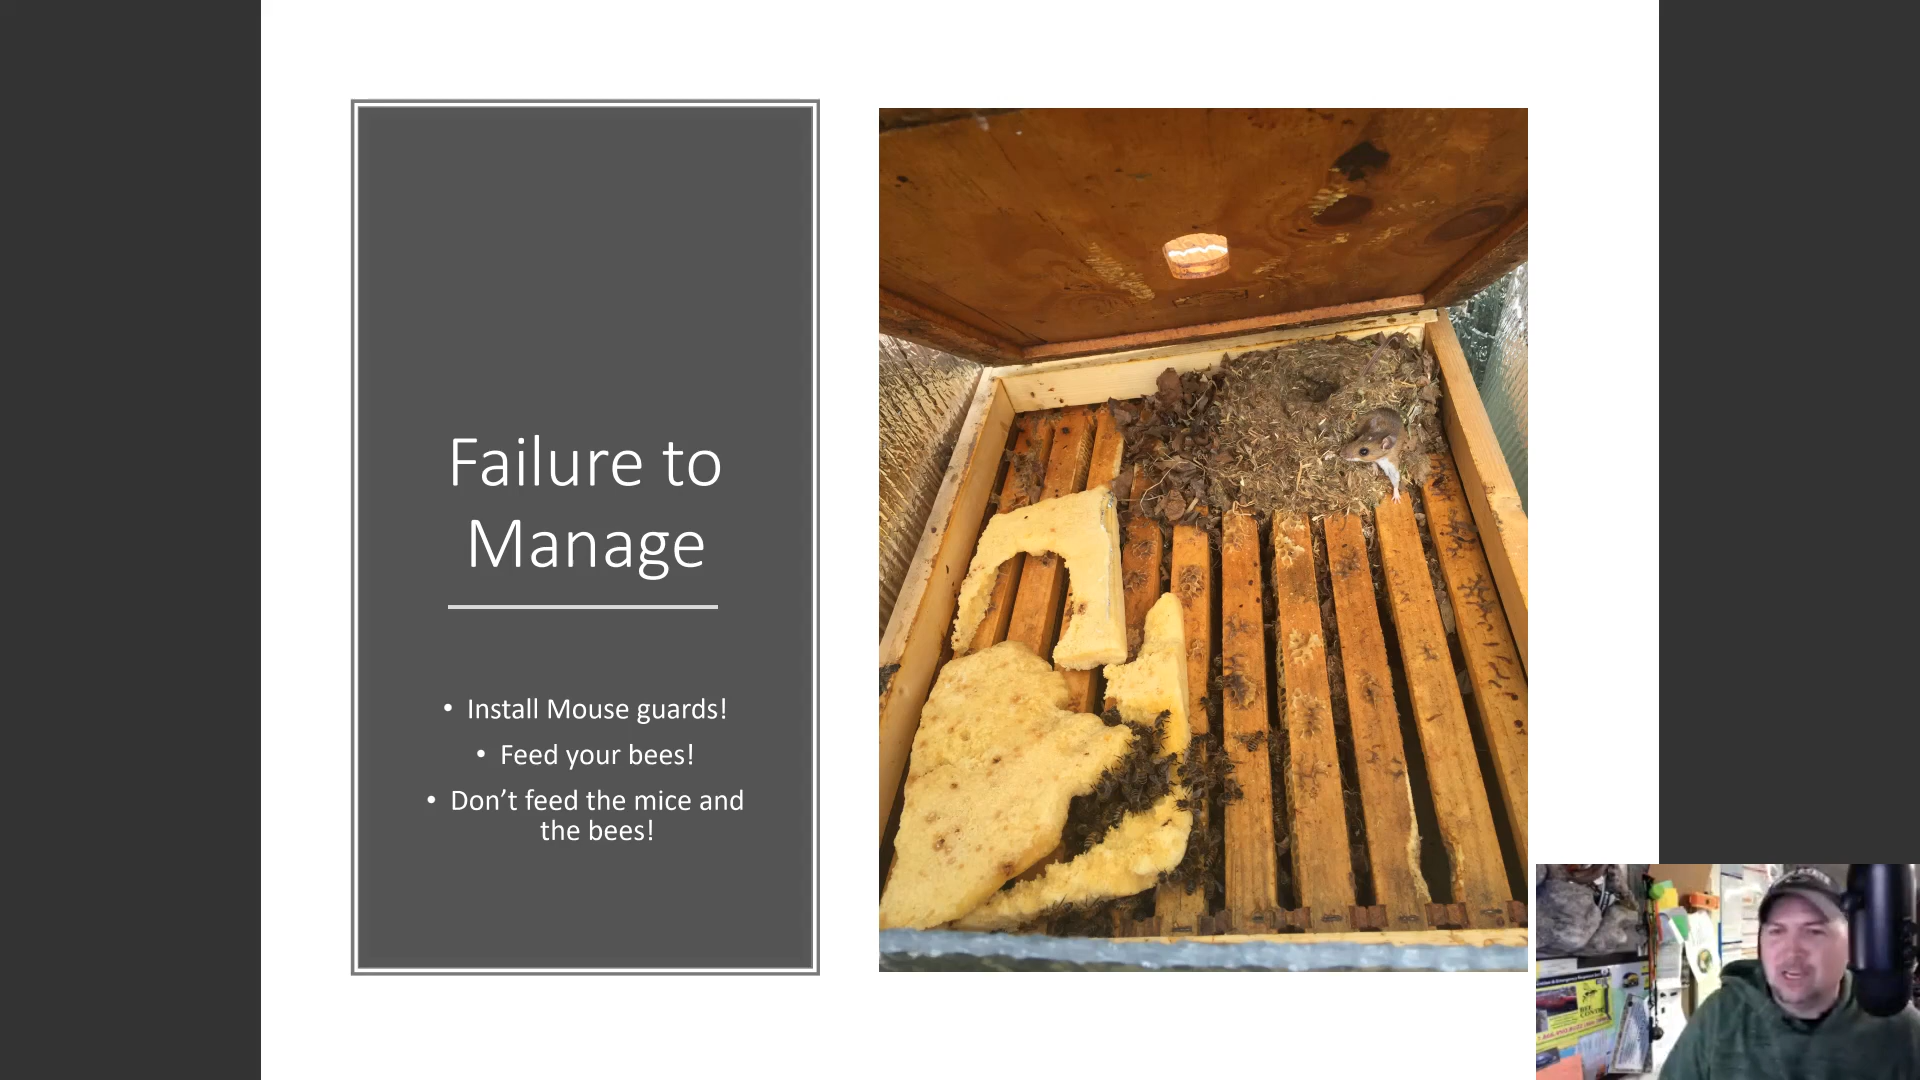 Failure to
Manage
• Install Mouse guards!
• Feed your bees!
• Don’t feed the mice and
the bees!